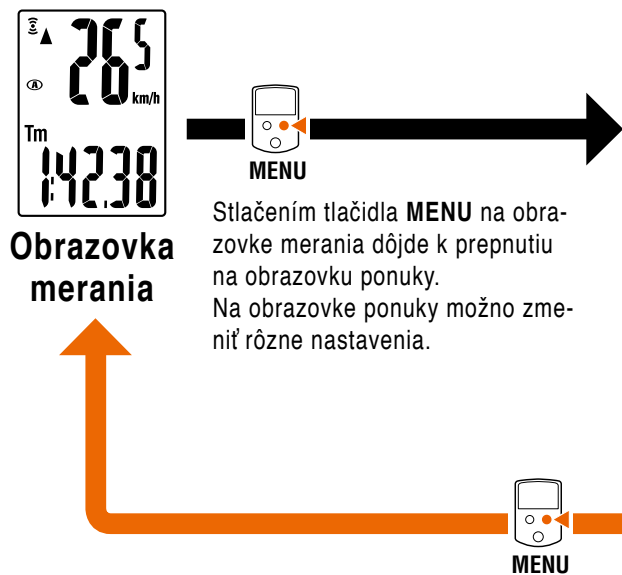 26.5
km/h
Tm
1:42.38
MENU
Obrazovka
merania
Stlačením tlačidla MENU na obra-
zovke merania dôjde k prepnutiu
na obrazovku ponuky.
Na obrazovke ponuky možno zme-
niť rôzne nastavenia.
MENU